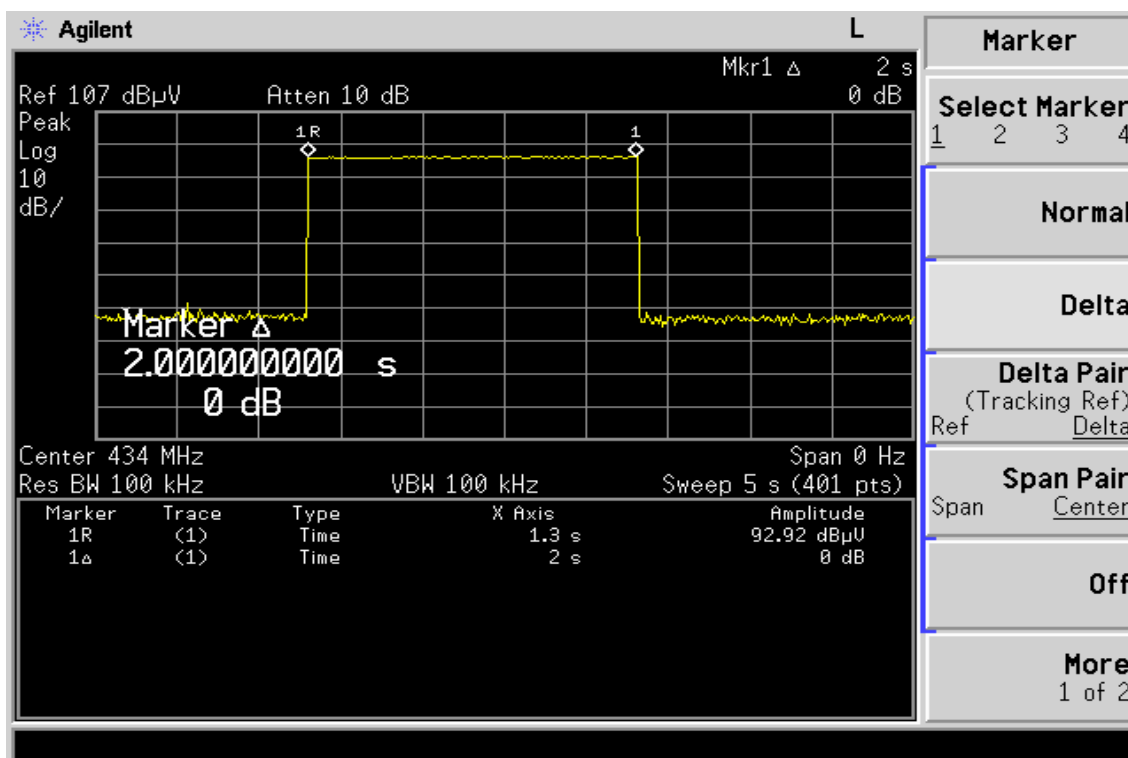 Agilent L
Mkr1 Δ 2 s
Ref 107 dBµV Atten 10 dB 0 dB
Peak
Log
10
dB/
1R 1
Marker Δ
2.000000000 s
0 dB
Center 434 MHz Span 0 Hz
Res BW 100 kHz VBW 100 kHz Sweep 5 s (401 pts)
Marker Trace Type X Axis Amplitude
1R (1) Time 1.3 s 92.92 dBµV
1Δ (1) Time 2 s 0 dB
Marker
Select Marker
1 2 3 4
Normal
Delta
Delta Pair
(Tracking Ref)
Ref Delta
Span Pair
Span Center
Off
More
1 of 2